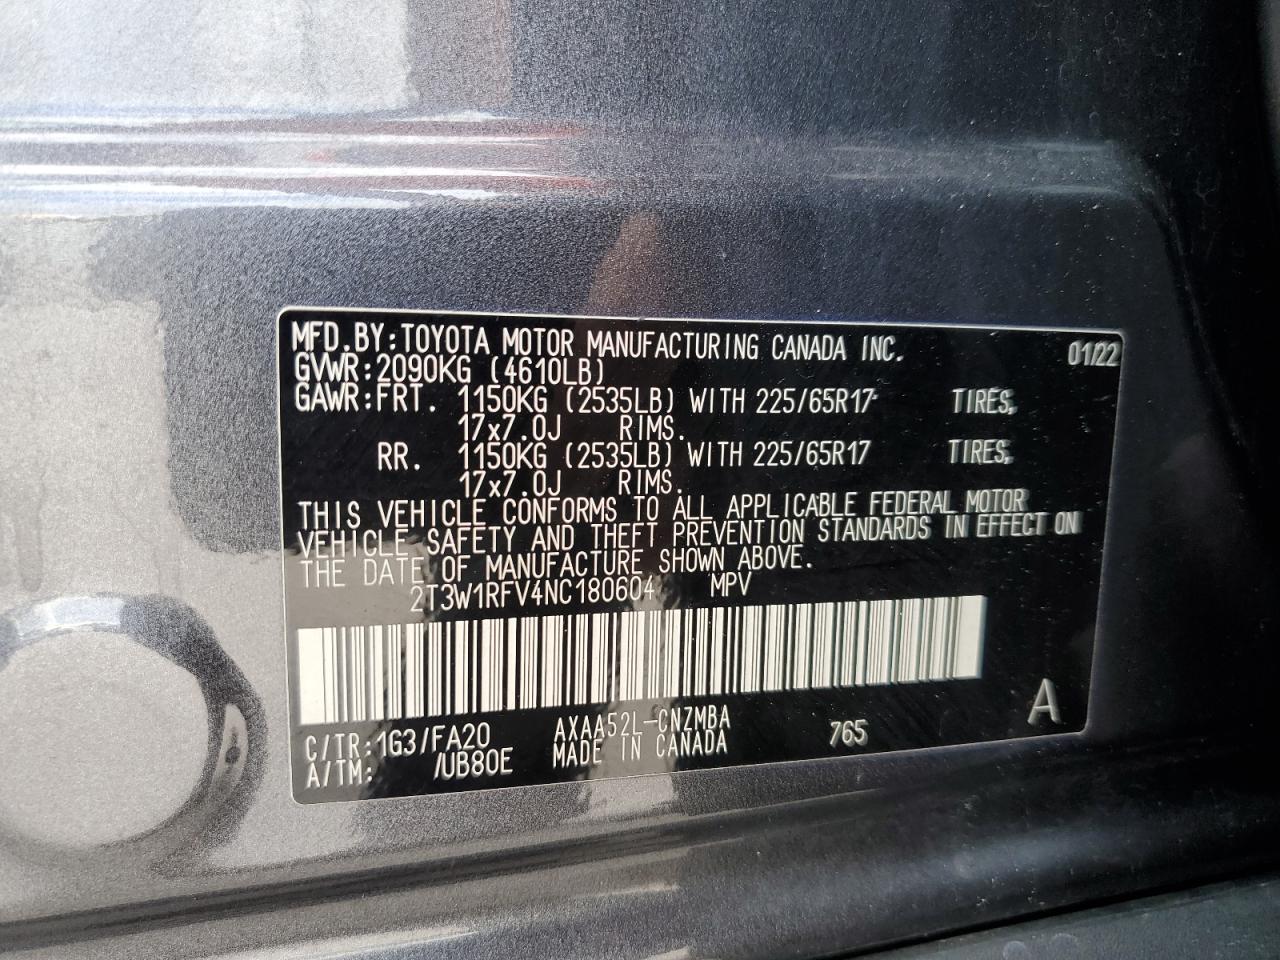 MFD.BY:TOYOTA MOTOR MANUFACTURING CANADA INC. 01/22
GVWR:2090KG (4610LB)
GAWR:FRT. 1150KG (2535LB) WITH 225/65R17 TIRES,
17x7.0J RIMS.
RR. 1150KG (2535LB) WITH 225/65R17 TIRES,
17x7.0J RIMS.
THIS VEHICLE CONFORMS TO ALL APPLICABLE FEDERAL MOTOR
VEHICLE SAFETY AND THEFT PREVENTION STANDARDS IN EFFECT ON
THE DATE OF MANUFACTURE SHOWN ABOVE.
2T3W1RFV4NC180604 MPV
C/TR:1G3/FA20 AXAA52L-CNZMBA 765 A
A/TM: /UB80E MADE IN CANADA